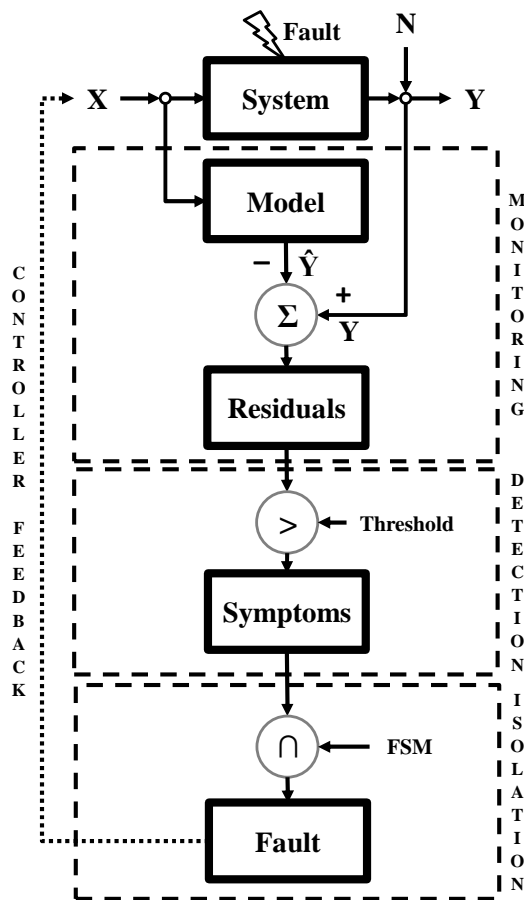 Fault
N
X
System
Y
Model
− Ŷ
Σ
+
Y
Residuals
MONITORING
>
Threshold
Symptoms
DETECTION
∩
FSM
Fault
ISOLATION
CONTROLLER FEEDBACK